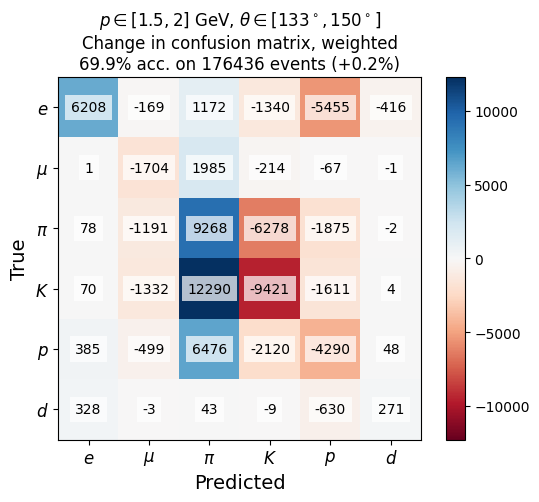 p ∈ [1.5, 2] GeV, θ ∈ [133°, 150°]
Change in confusion matrix, weighted
69.9% acc. on 176436 events (+0.2%)
True
e 6208 -169 1172 -1340 -5455 -416
μ 1 -1704 1985 -214 -67 -1
π 78 -1191 9268 -6278 -1875 -2
K 70 -1332 12290 -9421 -1611 4
p 385 -499 6476 -2120 -4290 48
d 328 -3 43 -9 -630 271
e μ π K p d
Predicted
10000
5000
0
−5000
−10000